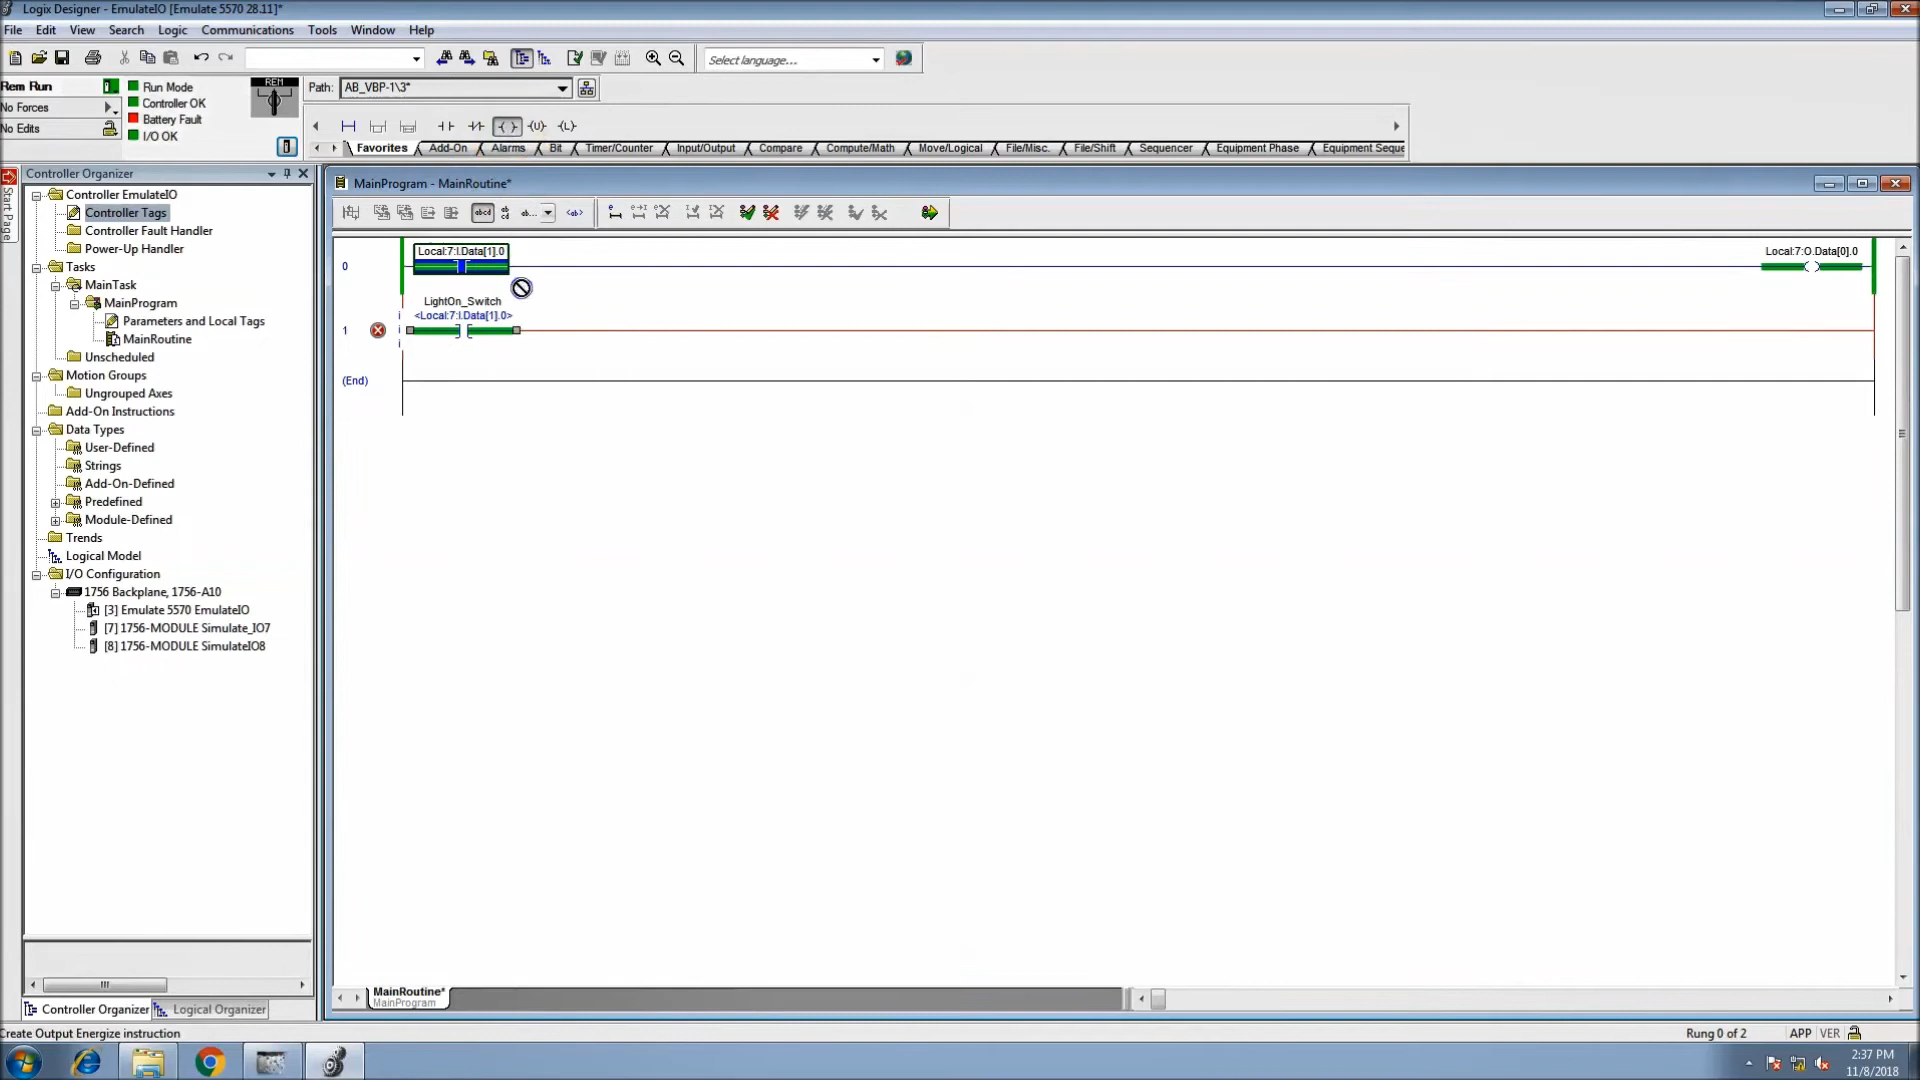 Logix Designer - EmulateIO [Emulate 5570 28.11]*
File Edit View Search Logic Communications Tools Window Help
Select language...
Rem Run
No Forces
No Edits
Run Mode
Controller OK
Battery Fault
I/O OK
REM
Path: AB_VBP-1\3*
Favorites Add-On Alarms Bit Timer/Counter Input/Output Compare Compute/Math Move/Logical File/Misc. File/Shift Sequencer Equipment Phase Equipment Seque
Start Page
Controller Organizer
Controller EmulateIO
Controller Tags
Controller Fault Handler
Power-Up Handler
Tasks
MainTask
MainProgram
Parameters and Local Tags
MainRoutine
Unscheduled
Motion Groups
Ungrouped Axes
Add-On Instructions
Data Types
User-Defined
Strings
Add-On-Defined
Predefined
Module-Defined
Trends
Logical Model
I/O Configuration
1756 Backplane, 1756-A10
[3] Emulate 5570 EmulateIO
[7] 1756-MODULE Simulate_IO7
[8] 1756-MODULE SimulateIO8
Controller Organizer Logical Organizer
MainProgram - MainRoutine*
0
Local:7:I.Data[1].0
Local:7:O.Data[0].0
LightOn_Switch
<Local:7:I.Data[1].0>
1
i
i
i
(End)
MainRoutine*
MainProgram
Create Output Energize instruction
Rung 0 of 2 APP VER
2:37 PM
11/8/2018